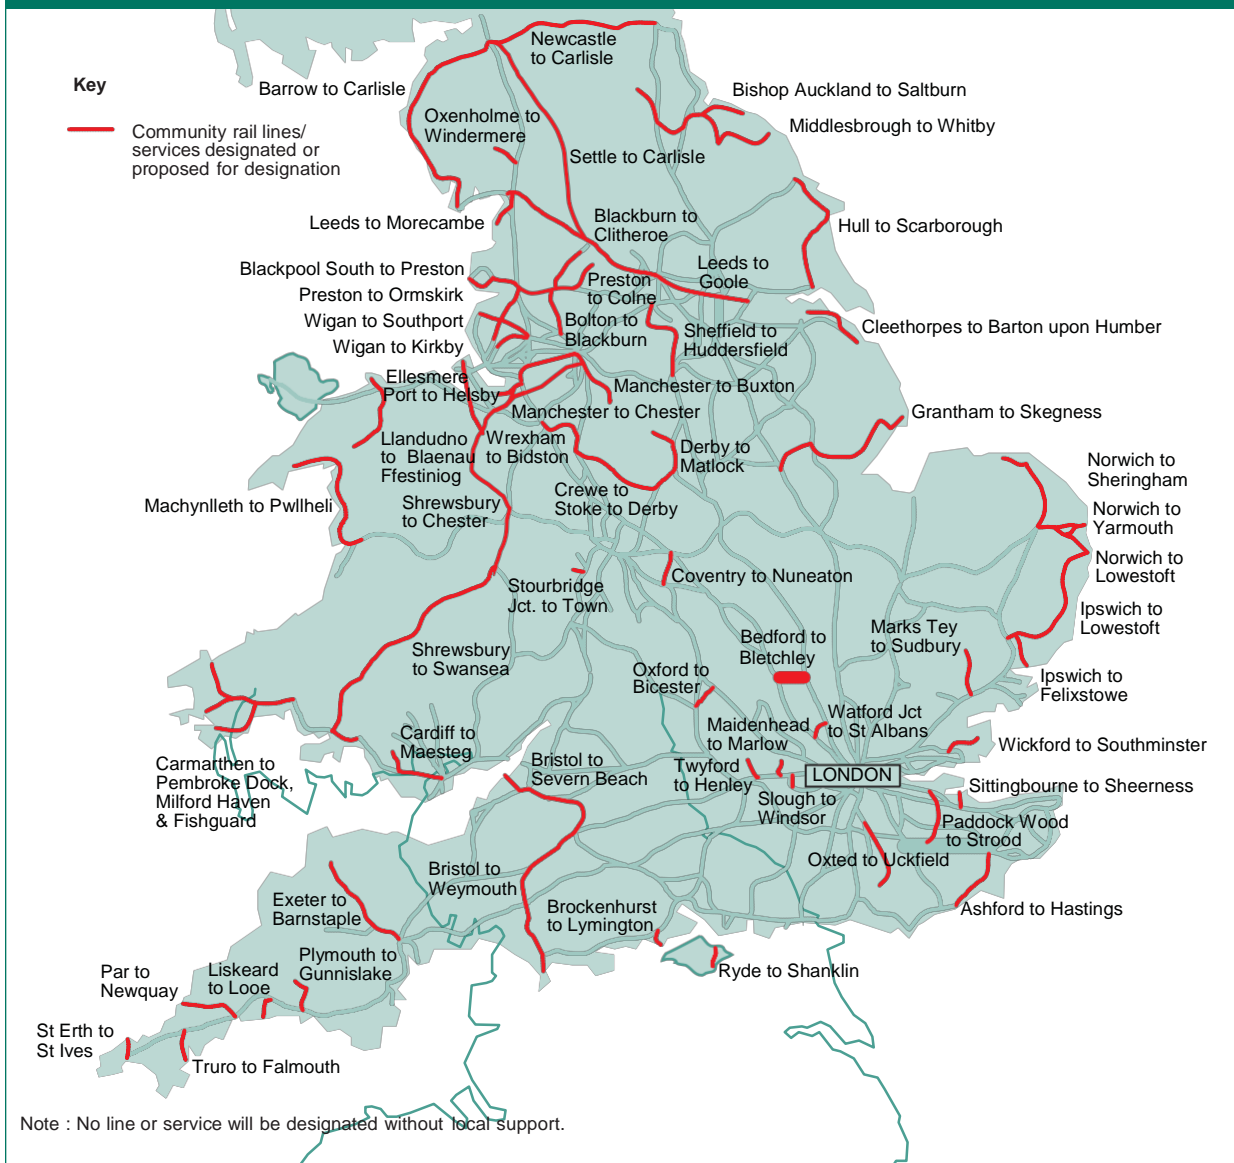 Newcastle
to Carlisle
Key
Barrow to Carlisle
Bishop Auckland to Saltburn
Oxenholme to
Windermere
Middlesbrough to Whitby
Community rail lines/
services designated or
proposed for designation
Settle to Carlisle
Leeds to Morecambe
Blackburn to
Clitheroe
Hull to Scarborough
Blackpool South to Preston
Leeds to
Goole
Preston
to Colne
Preston to Ormskirk
Wigan to Southport
Bolton to
Blackburn
Sheffield to
Huddersfield
Cleethorpes to Barton upon Humber
Wigan to Kirkby
Ellesmere
Port to Helsby
Manchester to Buxton
Manchester to Chester
Grantham to Skegness
Llandudno
to Blaenau
Ffestiniog
Wrexham
to Bidston
Derby to
Matlock
Norwich to
Sheringham
Machynlleth to Pwllheli
Shrewsbury
to Chester
Crewe to
Stoke to Derby
Norwich to
Yarmouth
Norwich to
Lowestoft
Stourbridge
Jct. to Town
Coventry to Nuneaton
Ipswich to
Lowestoft
Shrewsbury
to Swansea
Bedford to
Bletchley
Marks Tey
to Sudbury
Oxford to
Bicester
Ipswich to
Felixstowe
Cardiff to
Maesteg
Maidenhead
to Marlow
Watford Jct
to St Albans
Wickford to Southminster
Carmarthen to
Pembroke Dock,
Milford Haven
& Fishguard
Bristol to
Severn Beach
Twyford
to Henley
LONDON
Sittingbourne to Sheerness
Slough to
Windsor
Paddock Wood
to Strood
Bristol to
Weymouth
Oxted to Uckfield
Exeter to
Barnstaple
Brockenhurst
to Lymington
Ashford to Hastings
Par to
Newquay
Liskeard
to Looe
Plymouth to
Gunnislake
Ryde to Shanklin
St Erth to
St Ives
Truro to Falmouth
Note : No line or service will be designated without local support.